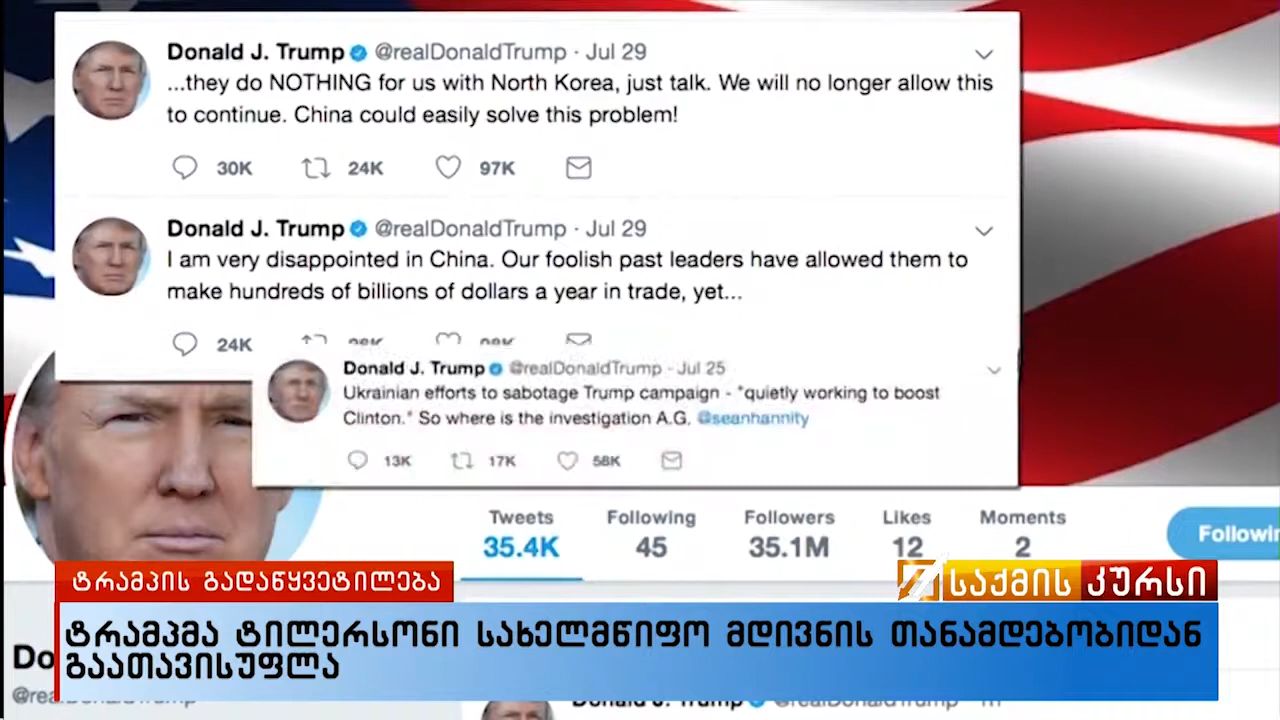 Donald J. Trump @realDonaldTrump · Jul 29
...they do NOTHING for us with North Korea, just talk. We will no longer allow this
to continue. China could easily solve this problem!
30K 24K 97K
Donald J. Trump @realDonaldTrump · Jul 29
I am very disappointed in China. Our foolish past leaders have allowed them to
make hundreds of billions of dollars a year in trade, yet...
24K
Donald J. Trump @realDonaldTrump - Jul 25
Ukrainian efforts to sabotage Trump campaign - "quietly working to boost
Clinton." So where is the investigation A.G. @seanhannity
13K 17K 58K
Tweets Following Followers Likes Moments
35.4K 45 35.1M 12 2
ტრამპის გადაწყვეტილება
7 საქმის კურსი
ტრამპმა ტილერსონი სახელმწიფო მდივნის თანამდებობიდან
გაათავისუფლა